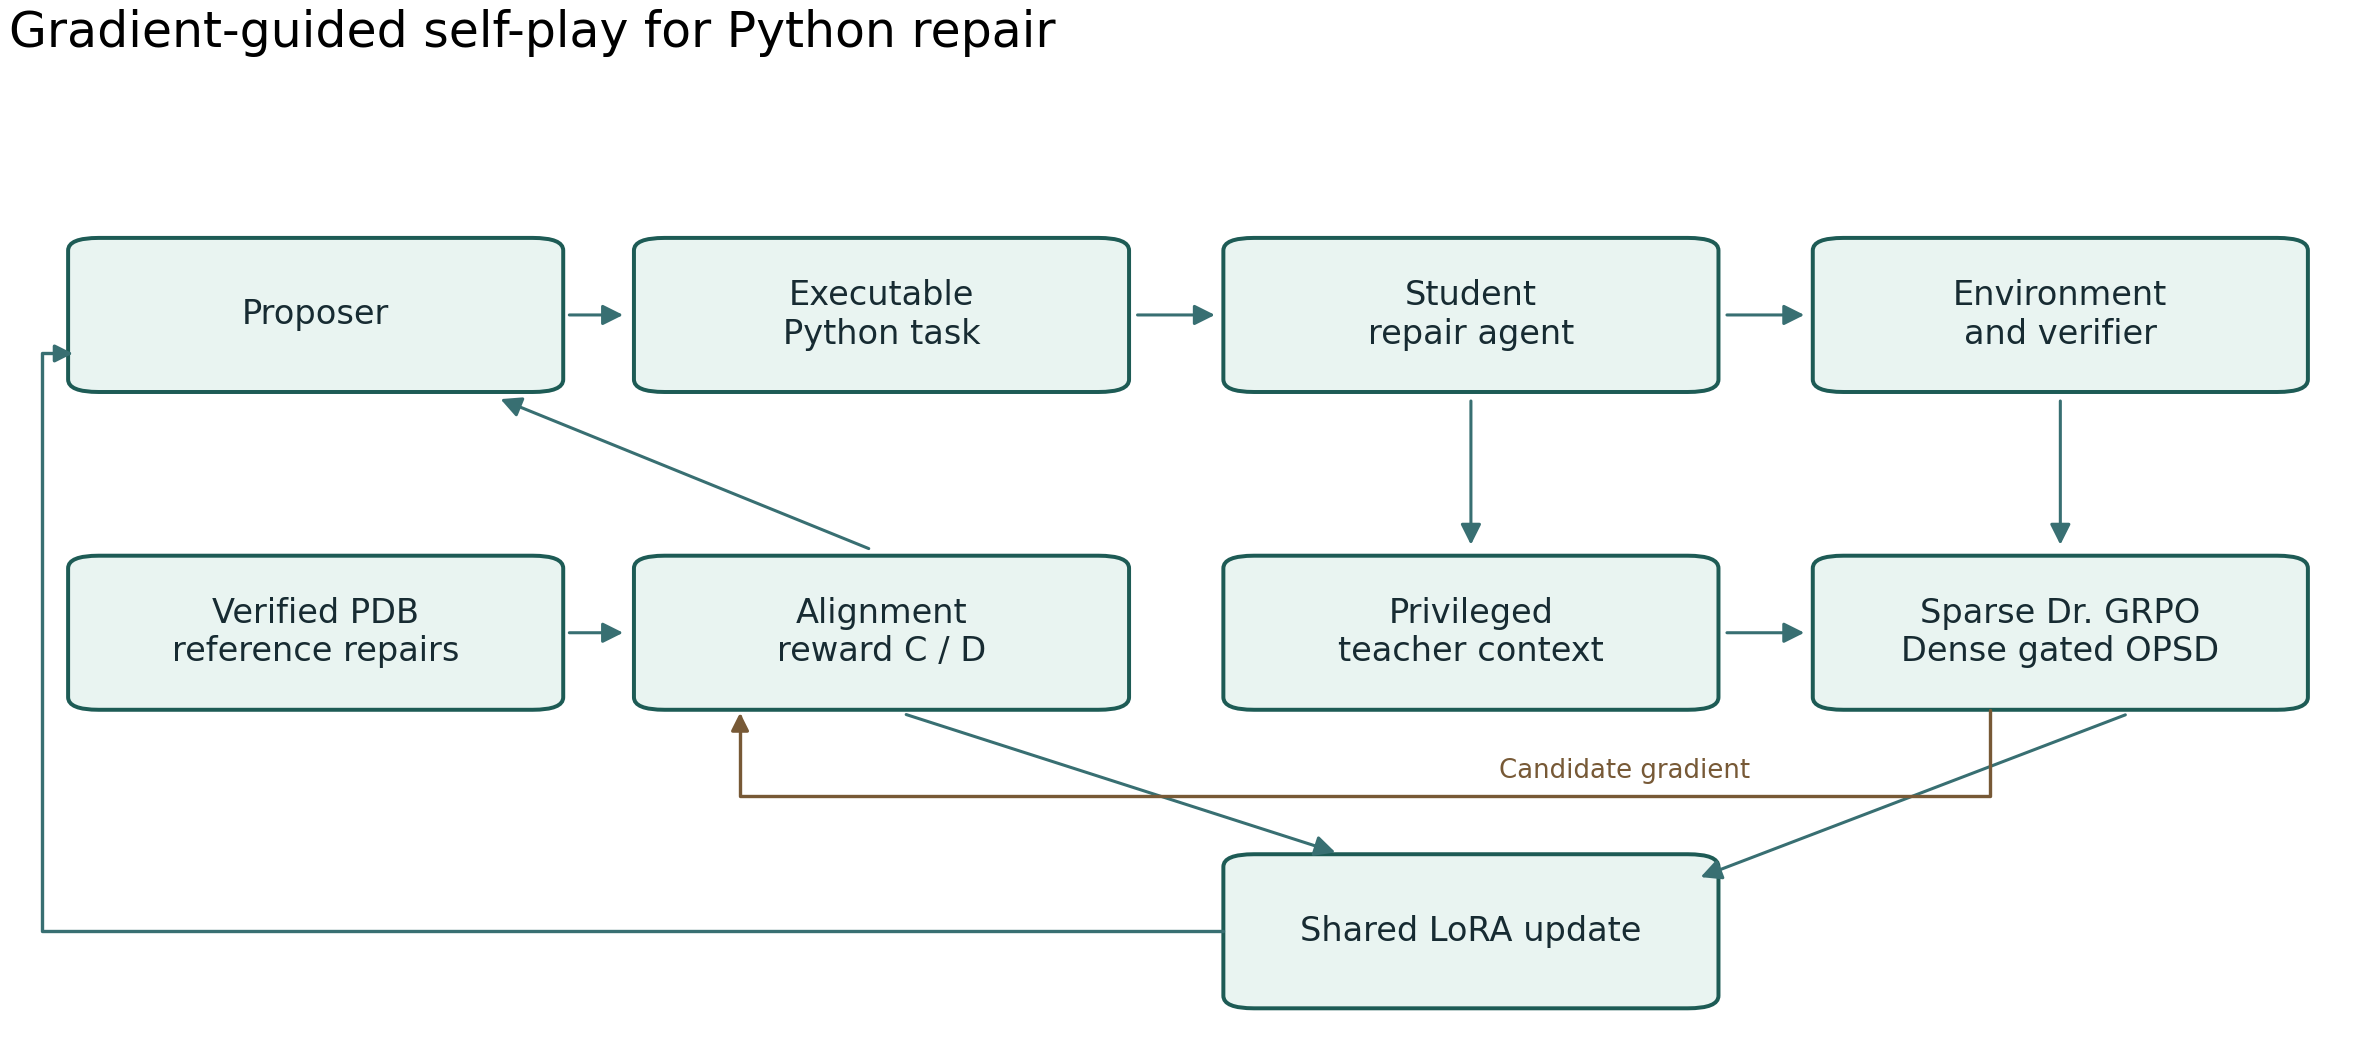 Gradient-guided self-play for Python repair
Proposer
Executable
Python task
Student
repair agent
Environment
and verifier
Verified PDB
reference repairs
Alignment
reward C / D
Privileged
teacher context
Sparse Dr. GRPO
Dense gated OPSD
Candidate gradient
Shared LoRA update